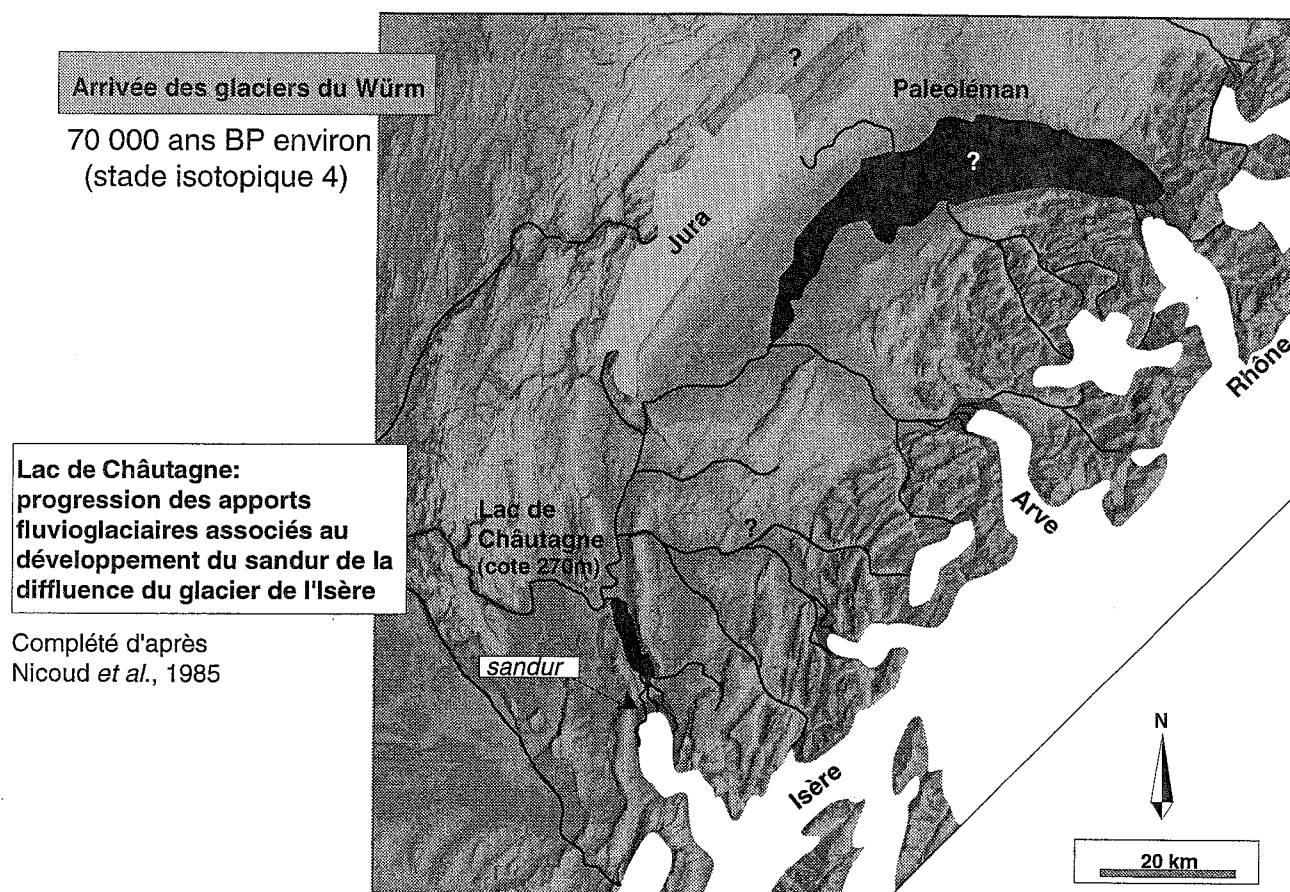 Arrivée des glaciers du Würm
70 000 ans BP environ
(stade isotopique 4)
?
Paleoléman
?
Jura
Rhône
Lac de Châutagne:
progression des apports
fluvioglaciaires associés au
développement du sandur de la
diffluence du glacier de l'Isère
Complété d'après
Nicoud et al., 1985
Lac de
Châutagne
(cote 270m)
?
Arve
sandur
Isère
N
20 km